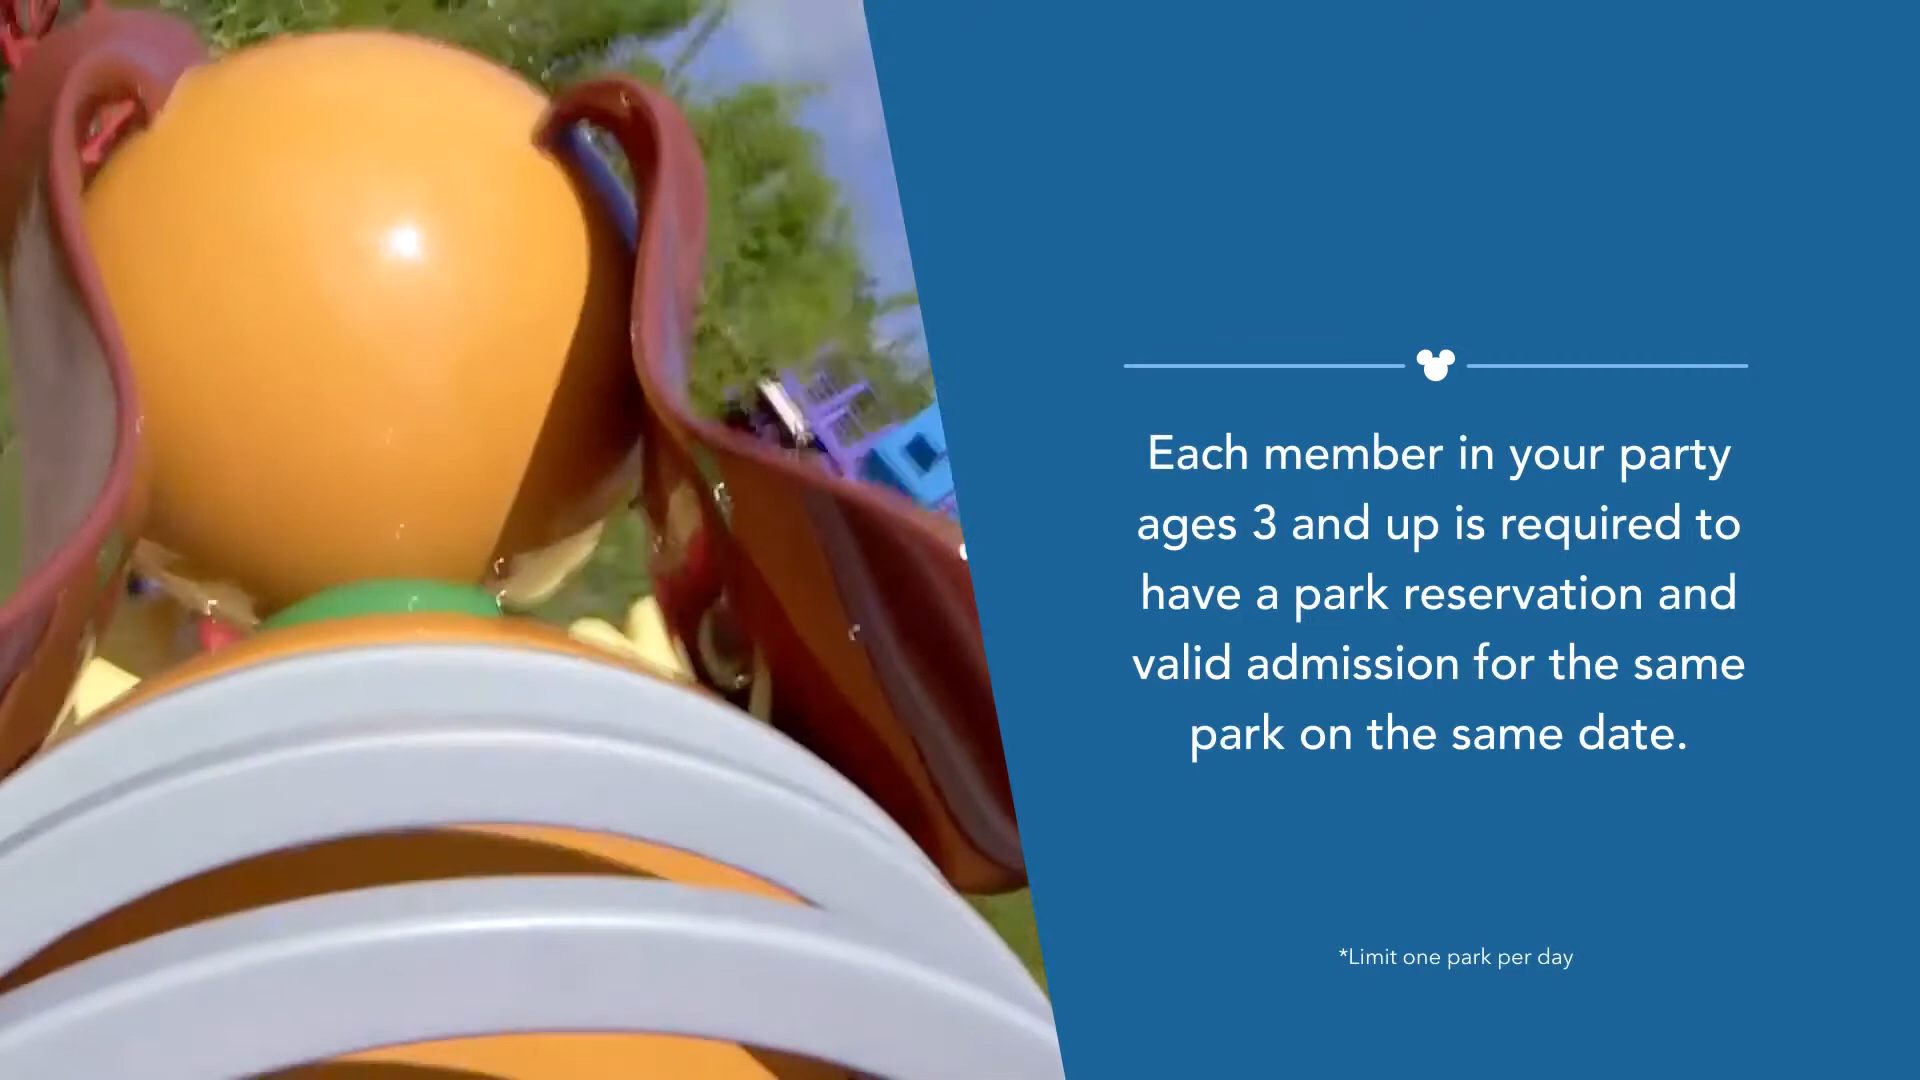 Each member in your party
ages 3 and up is required to
have a park reservation and
valid admission for the same
park on the same date.
*Limit one park per day